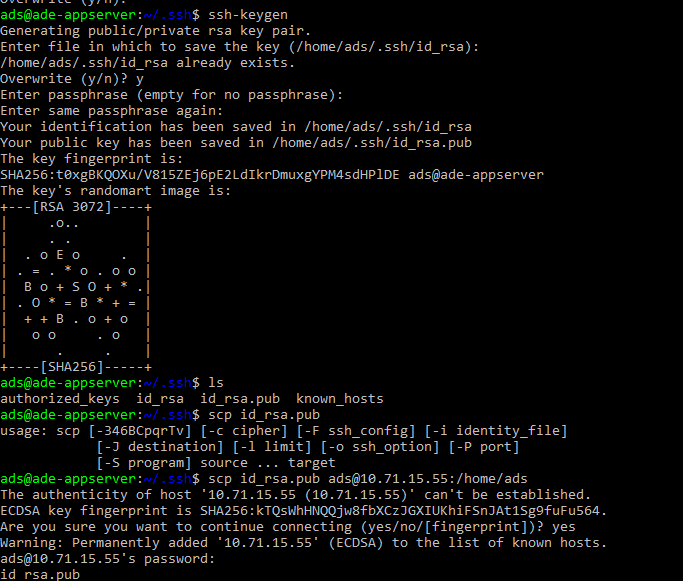 Overwrite (y/n)?
ads@ade-appserver:~/.ssh$ ssh-keygen
Generating public/private rsa key pair.
Enter file in which to save the key (/home/ads/.ssh/id_rsa):
/home/ads/.ssh/id_rsa already exists.
Overwrite (y/n)? y
Enter passphrase (empty for no passphrase):
Enter same passphrase again:
Your identification has been saved in /home/ads/.ssh/id_rsa
Your public key has been saved in /home/ads/.ssh/id_rsa.pub
The key fingerprint is:
SHA256:t0xgBKQOXu/V815ZEj6pE2LdIkrDmuxgYPM4sdHPlDE ads@ade-appserver
The key's randomart image is:
+---[RSA 3072]----+
|     .o..        |
|     . .         |
|  . o E o     .  |
| . = . * o . o o |
|  B o + S O + * .|
| . O * = B * + = |
|  + + B . o + o  |
|   o o     . o   |
|      .     .    |
+----[SHA256]-----+
ads@ade-appserver:~/.ssh$ ls
authorized_keys  id_rsa  id_rsa.pub  known_hosts
ads@ade-appserver:~/.ssh$ scp id_rsa.pub
usage: scp [-346BCpqrTv] [-c cipher] [-F ssh_config] [-i identity_file]
            [-J destination] [-l limit] [-o ssh_option] [-P port]
            [-S program] source ... target
ads@ade-appserver:~/.ssh$ scp id_rsa.pub ads@10.71.15.55:/home/ads
The authenticity of host '10.71.15.55 (10.71.15.55)' can't be established.
ECDSA key fingerprint is SHA256:kTQsWhHNQQjw8fbXCzJGXIUKhiFSnJAt1Sg9fuFu564.
Are you sure you want to continue connecting (yes/no/[fingerprint])? yes
Warning: Permanently added '10.71.15.55' (ECDSA) to the list of known hosts.
ads@10.71.15.55's password:
id_rsa.pub